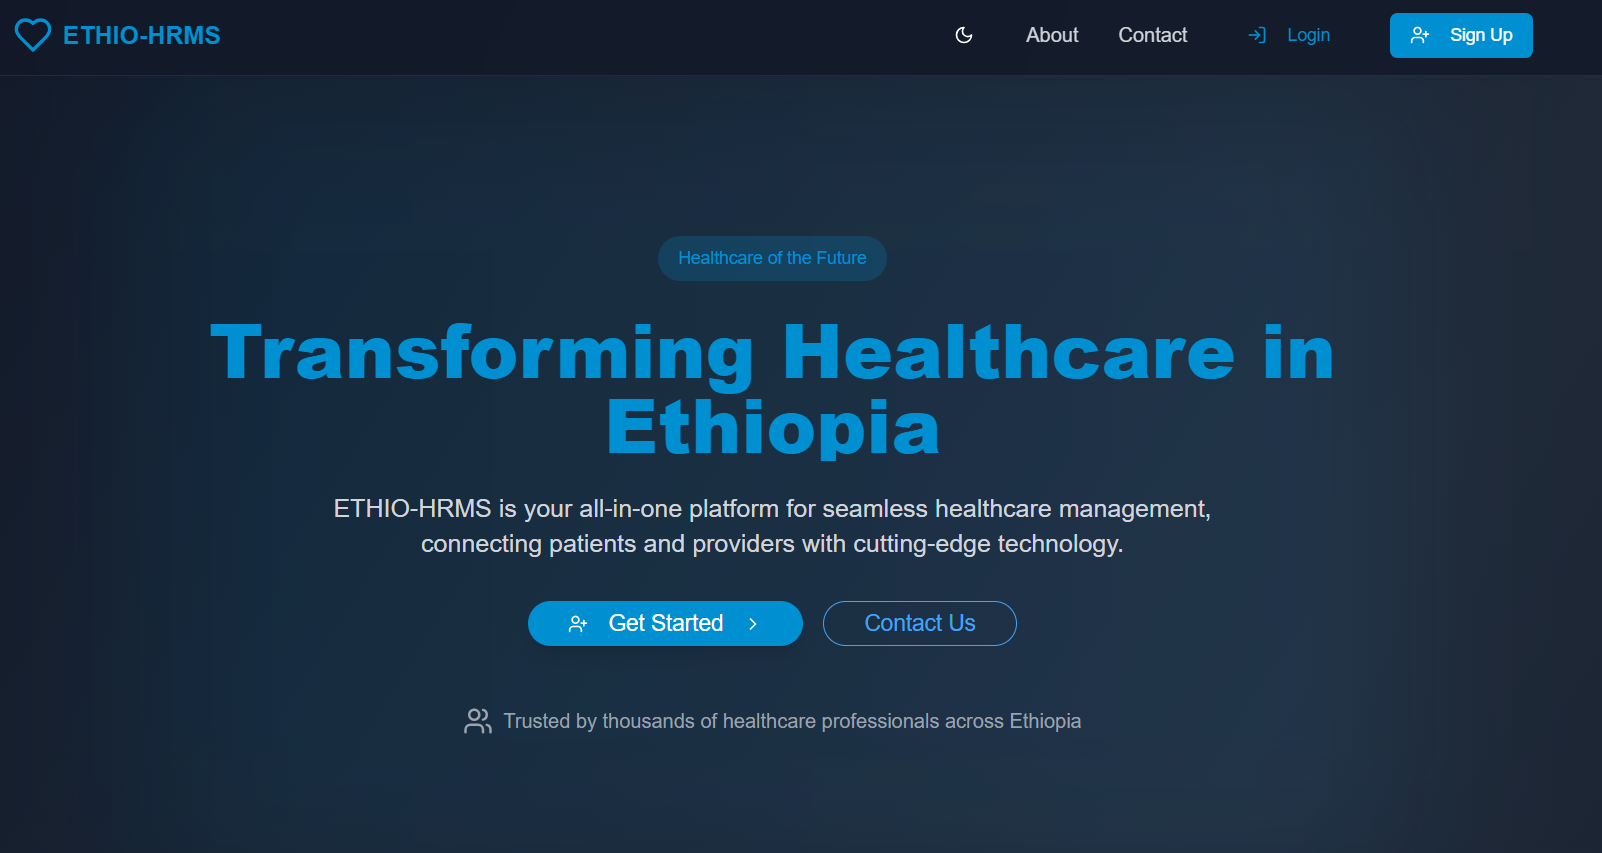 ETHIO-HRMS
About
Contact
Login
Sign Up
Healthcare of the Future
Transforming Healthcare in
Ethiopia
ETHIO-HRMS is your all-in-one platform for seamless healthcare management,
connecting patients and providers with cutting-edge technology.
Get Started
Contact Us
Trusted by thousands of healthcare professionals across Ethiopia